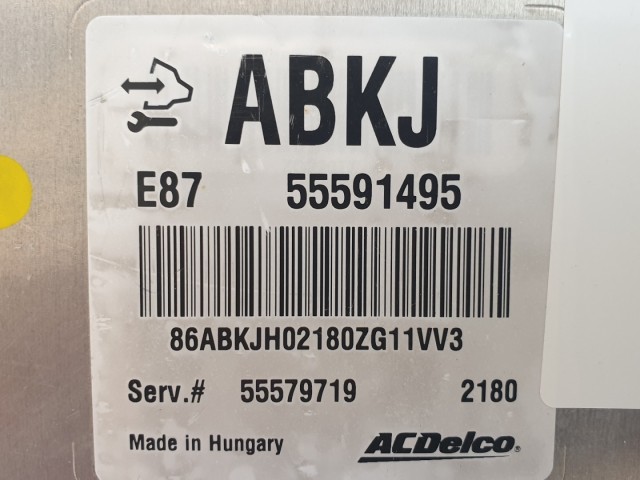 ABKJ
E87 55591495
86ABKJH02180ZG11VV3
Serv.# 55579719 2180
Made in Hungary ACDelco®